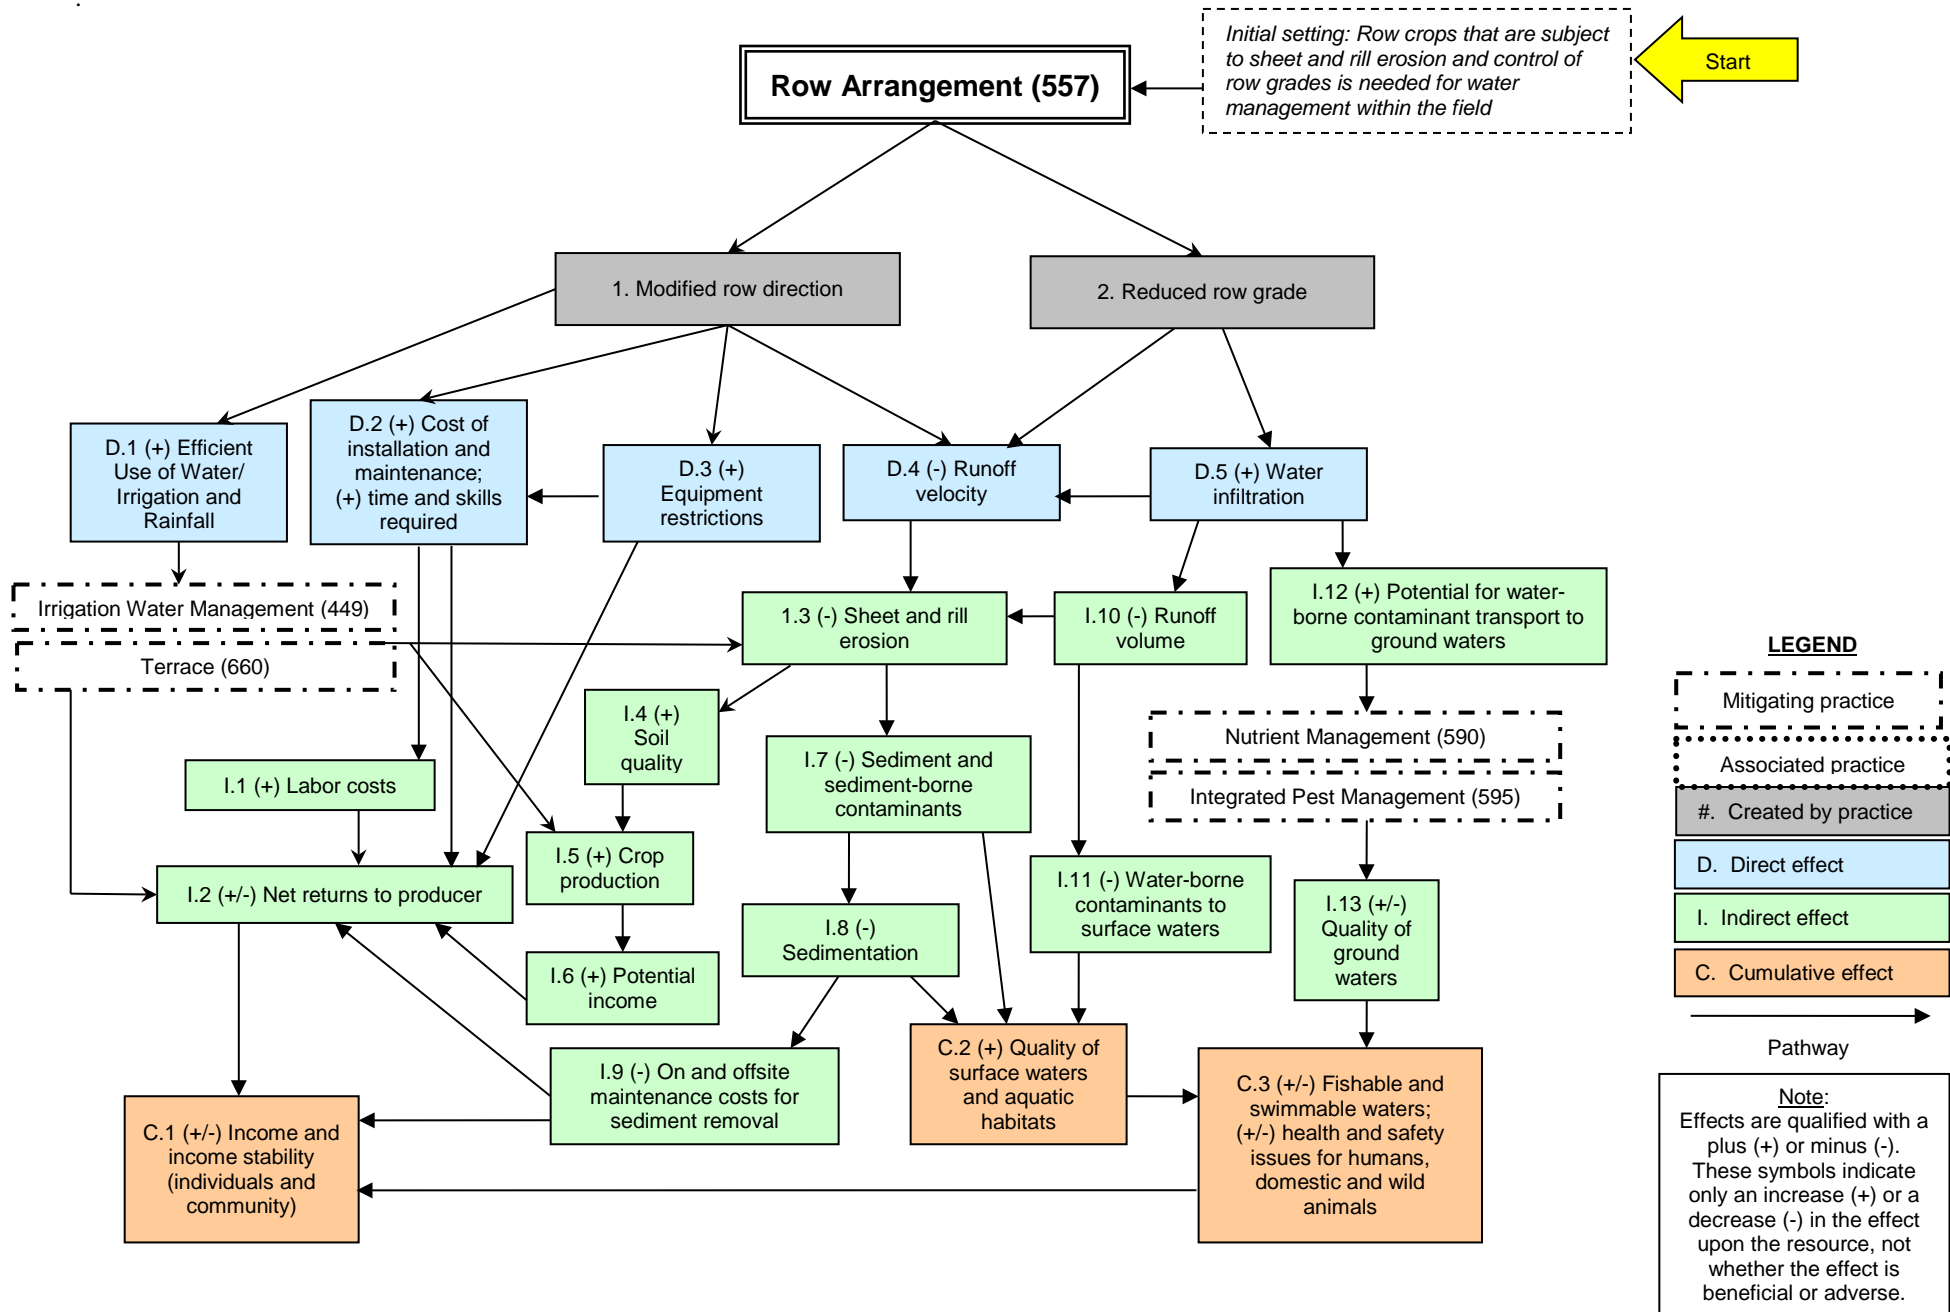 Initial setting: Row crops that are subject
to sheet and rill erosion and control of
row grades is needed for water
management within the field
Start
Row Arrangement (557)
1. Modified row direction
2. Reduced row grade
D.1 (+) Efficient
Use of Water/
Irrigation and
Rainfall
D.2 (+) Cost of
installation and
maintenance;
(+) time and skills
required
D.3 (+)
Equipment
restrictions
D.4 (-) Runoff
velocity
D.5 (+) Water
infiltration
Irrigation Water Management (449)
Terrace (660)
1.3 (-) Sheet and rill
erosion
I.10 (-) Runoff
volume
I.12 (+) Potential for water-
borne contaminant transport to
ground waters
I.4 (+)
Soil
quality
I.7 (-) Sediment and
sediment-borne
contaminants
Nutrient Management (590)
Integrated Pest Management (595)
I.1 (+) Labor costs
I.5 (+) Crop
production
I.2 (+/-) Net returns to producer
I.11 (-) Water-borne
contaminants to
surface waters
I.13 (+/-)
Quality of
ground
waters
I.8 (-)
Sedimentation
I.6 (+) Potential
income
I.9 (-) On and offsite
maintenance costs for
sediment removal
C.2 (+) Quality of
surface waters
and aquatic
habitats
C.3 (+/-) Fishable and
swimmable waters;
(+/-) health and safety
issues for humans,
domestic and wild
animals
C.1 (+/-) Income and
income stability
(individuals and
community)
LEGEND
Mitigating practice
Associated practice
#. Created by practice
D. Direct effect
I. Indirect effect
C. Cumulative effect
Pathway
Note:
Effects are qualified with a
plus (+) or minus (-).
These symbols indicate
only an increase (+) or a
decrease (-) in the effect
upon the resource, not
whether the effect is
beneficial or adverse.